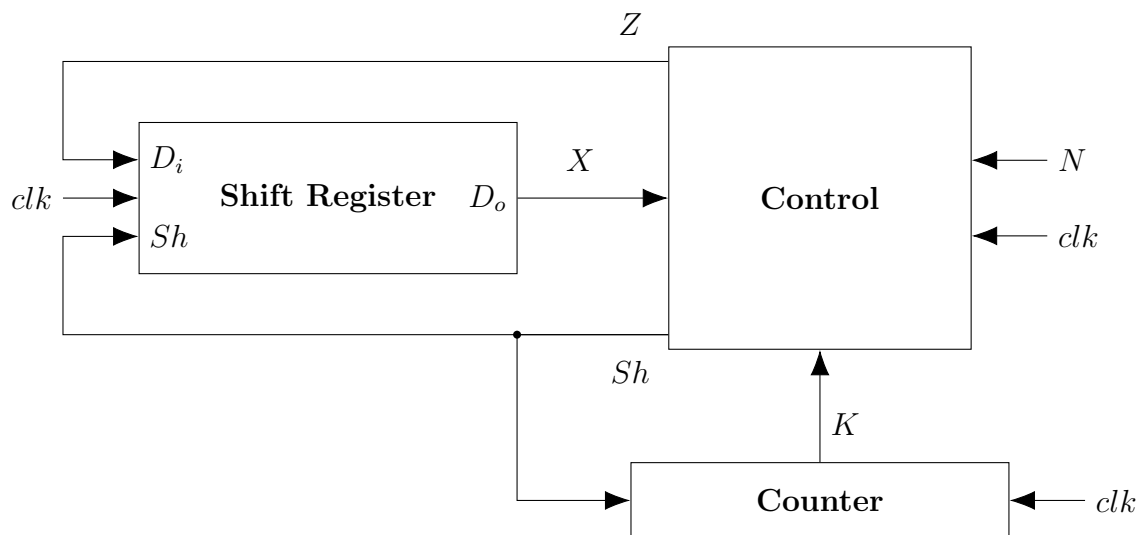 Z
D_i
X
N
clk
Shift Register
D_o
Control
Sh
clk
Sh
K
Counter
clk